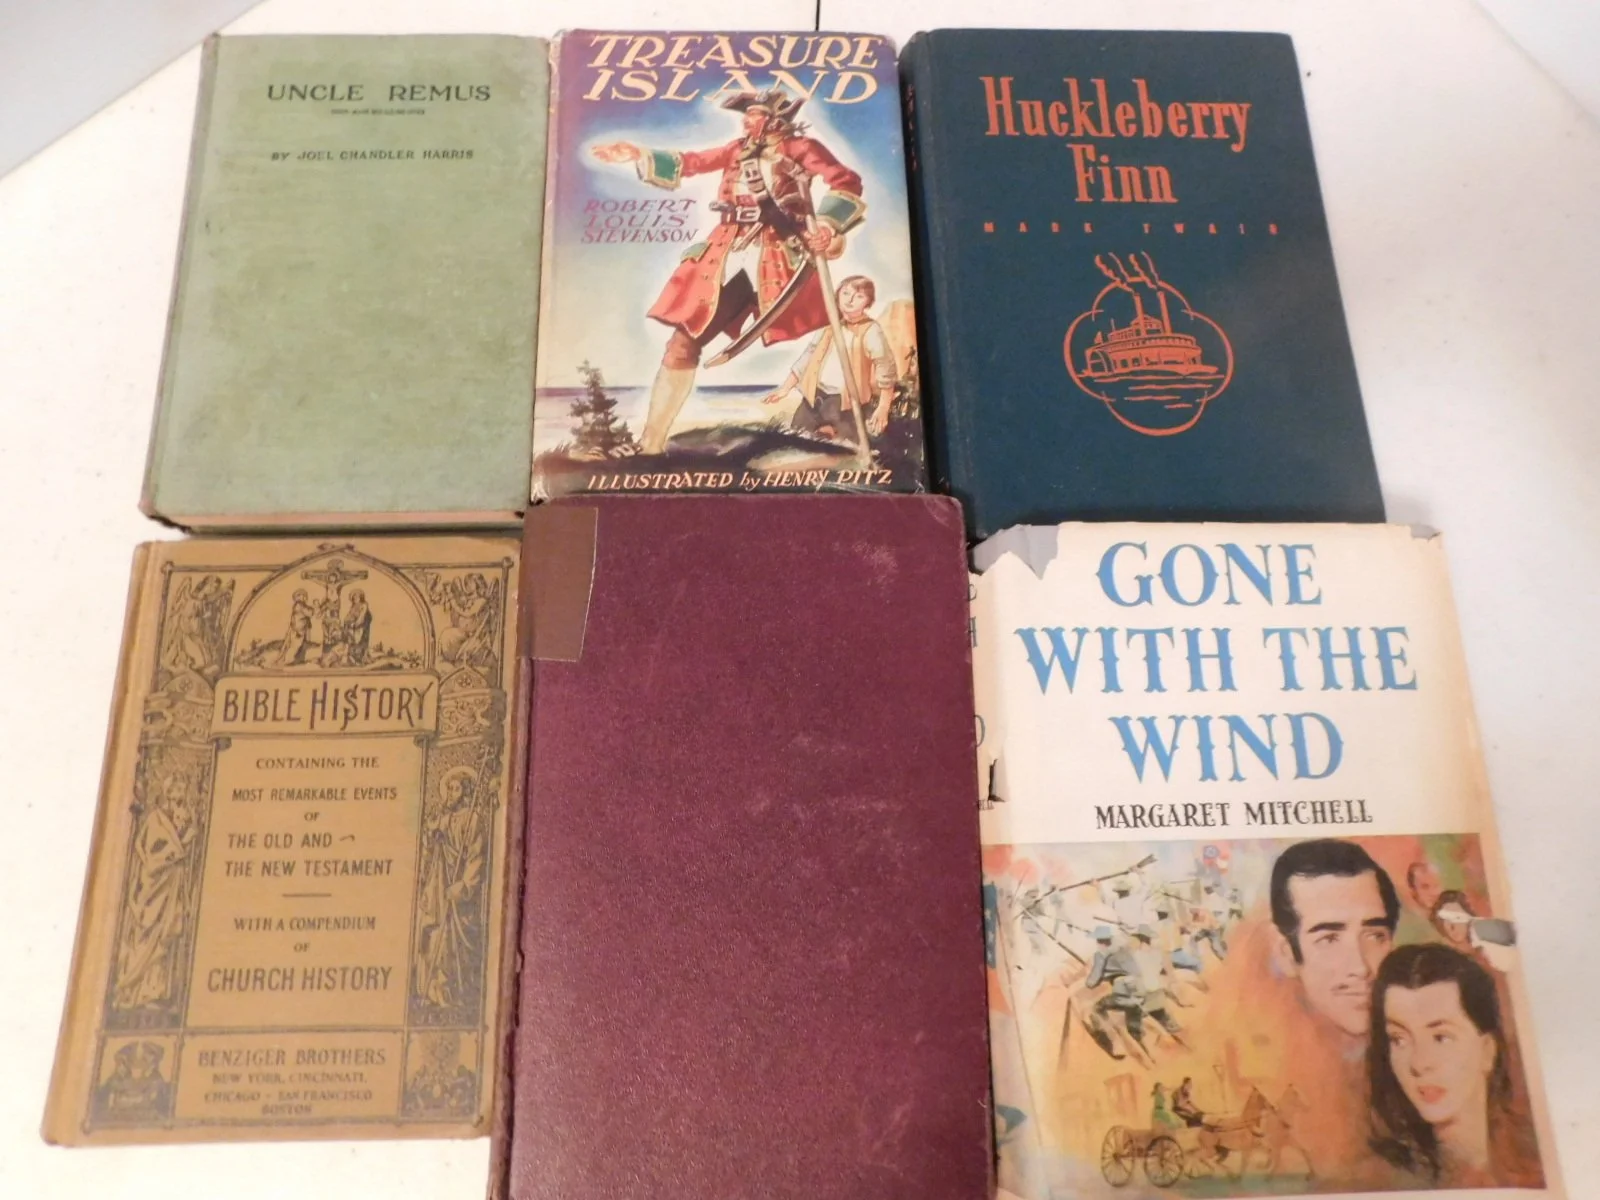 UNCLE REMUS
BY JOEL CHANDLER HARRIS
TREASURE
ISLAND
ROBERT
LOUIS
STEVENSON
ILLUSTRATED by HENRY PITZ
Huckleberry
Finn
MARK TWAIN
BIBLE HISTORY
CONTAINING THE
MOST REMARKABLE EVENTS
OF
THE OLD AND
THE NEW TESTAMENT
WITH A COMPENDIUM
OF
CHURCH HISTORY
BENZIGER BROTHERS
NEW YORK, CINCINNATI,
CHICAGO - SAN FRANCISCO
BOSTON
GONE
WITH THE
WIND
MARGARET MITCHELL